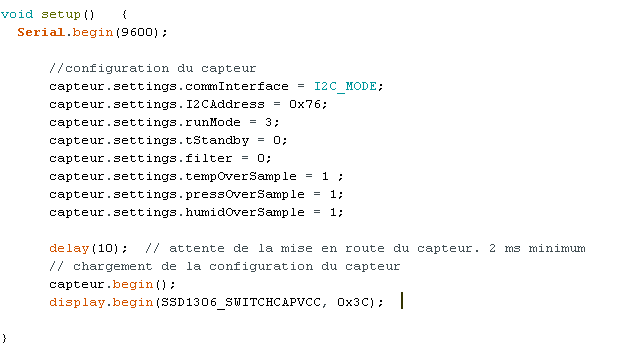 void setup()   {
  Serial.begin(9600);

      //configuration du capteur
      capteur.settings.commInterface = I2C_MODE;
      capteur.settings.I2CAddress = 0x76;
      capteur.settings.runMode = 3;
      capteur.settings.tStandby = 0;
      capteur.settings.filter = 0;
      capteur.settings.tempOverSample = 1 ;
      capteur.settings.pressOverSample = 1;
      capteur.settings.humidOverSample = 1;

      delay(10);  // attente de la mise en route du capteur. 2 ms minimum
      // chargement de la configuration du capteur
      capteur.begin();
      display.begin(SSD1306_SWITCHCAPVCC, 0x3C);

}